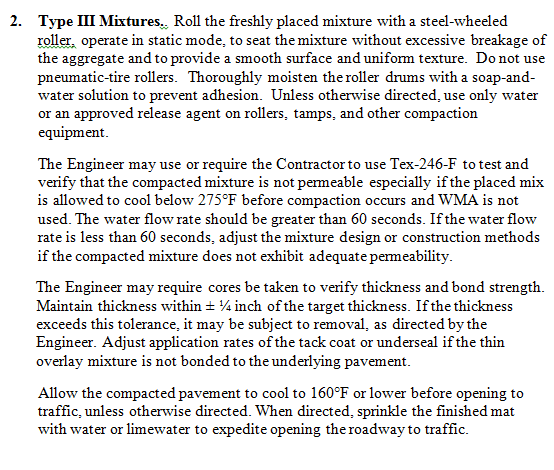 2. Type III Mixtures.. Roll the freshly placed mixture with a steel-wheeled
roller, operate in static mode, to seat the mixture without excessive breakage of
the aggregate and to provide a smooth surface and uniform texture. Do not use
pneumatic-tire rollers. Thoroughly moisten the roller drums with a soap-and-
water solution to prevent adhesion. Unless otherwise directed, use only water
or an approved release agent on rollers, tamps, and other compaction
equipment.
The Engineer may use or require the Contractor to use Tex-246-F to test and
verify that the compacted mixture is not permeable especially if the placed mix
is allowed to cool below 275°F before compaction occurs and WMA is not
used. The water flow rate should be greater than 60 seconds. If the water flow
rate is less than 60 seconds, adjust the mixture design or construction methods
if the compacted mixture does not exhibit adequate permeability.
The Engineer may require cores be taken to verify thickness and bond strength.
Maintain thickness within ± ¼ inch of the target thickness. If the thickness
exceeds this tolerance, it may be subject to removal, as directed by the
Engineer. Adjust application rates of the tack coat or underseal if the thin
overlay mixture is not bonded to the underlying pavement.
Allow the compacted pavement to cool to 160°F or lower before opening to
traffic, unless otherwise directed. When directed, sprinkle the finished mat
with water or limewater to expedite opening the roadway to traffic.